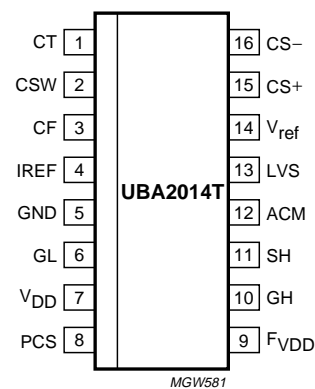 CT 1 16 CS−
CSW 2 15 CS+
CF 3 14 Vref
IREF 4 13 LVS
UBA2014T
GND 5 12 ACM
GL 6 11 SH
VDD 7 10 GH
PCS 8 9 FVDD
MGW581